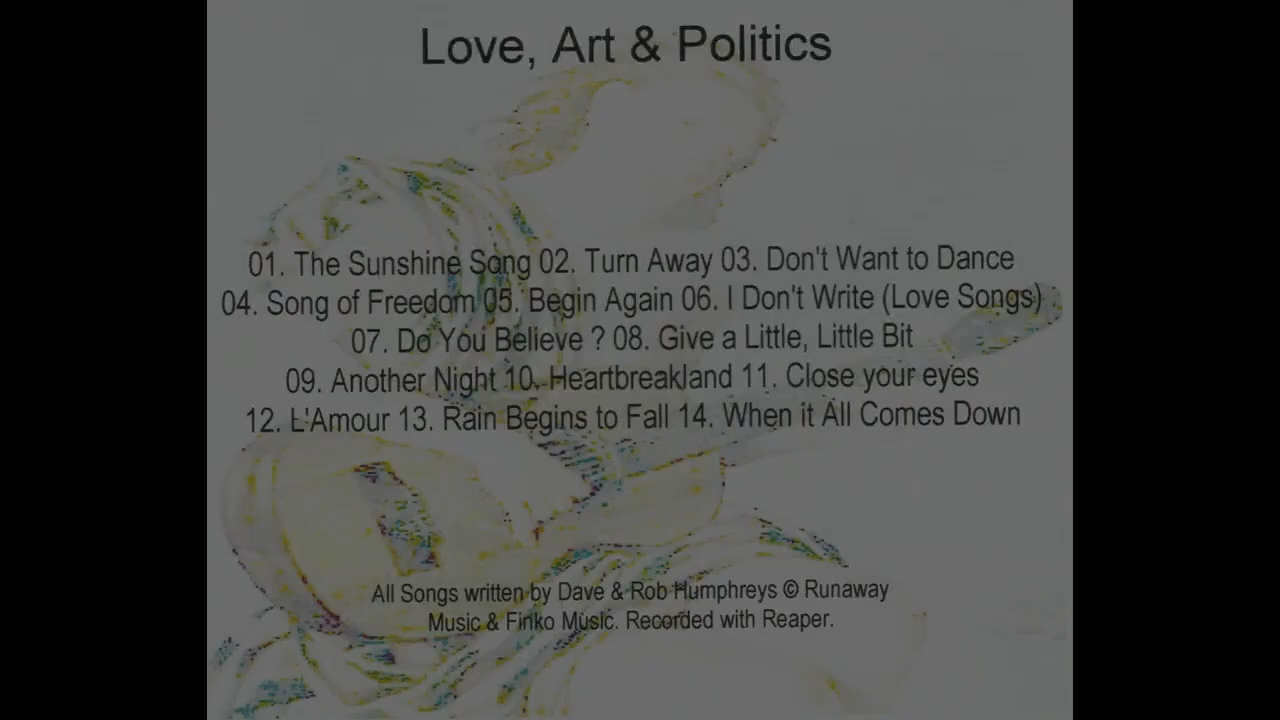 Love, Art & Politics
01. The Sunshine Song 02. Turn Away 03. Don't Want to Dance
04. Song of Freedom 05. Begin Again 06. I Don't Write (Love Songs)
07. Do You Believe ? 08. Give a Little, Little Bit
09. Another Night 10. Heartbreakland 11. Close your eyes
12. L'Amour 13. Rain Begins to Fall 14. When it All Comes Down
All Songs written by Dave & Rob Humphreys © Runaway
Music & Finko Music. Recorded with Reaper.